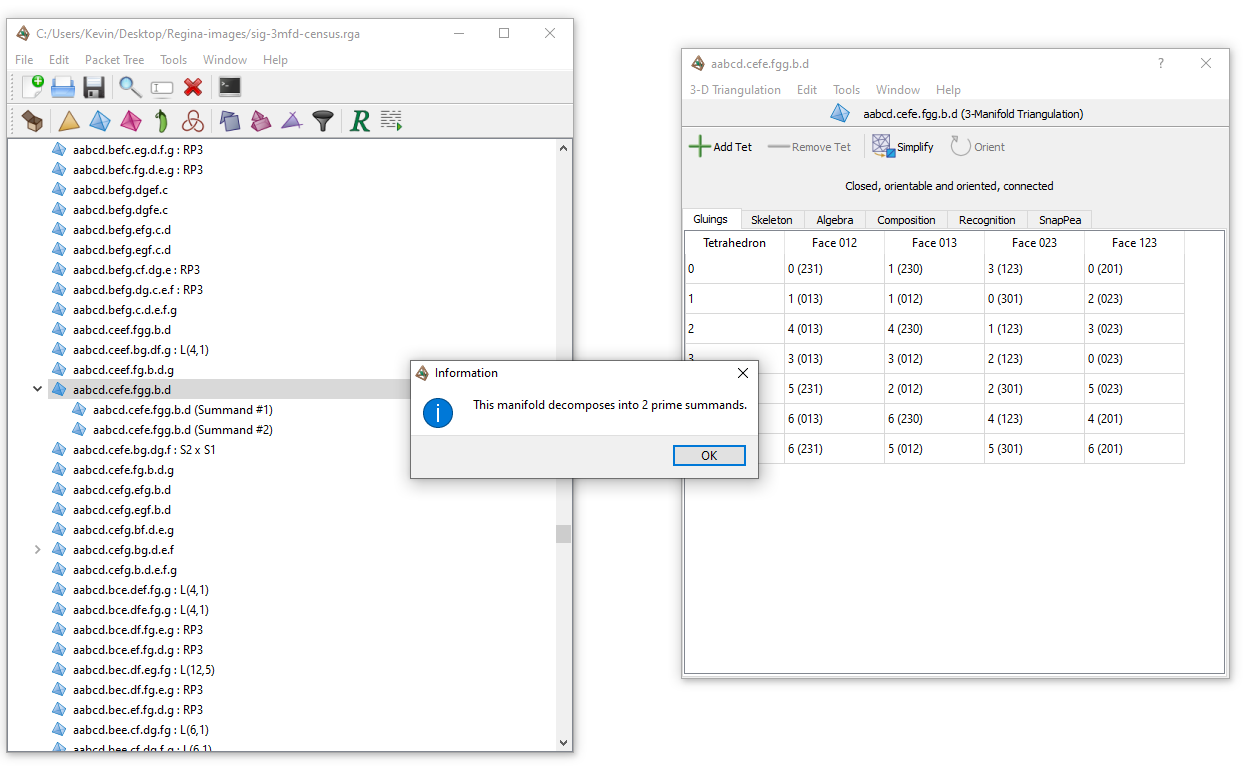 C:/Users/Kevin/Desktop/Regina-images/sig-3mfd-census.rga
File Edit Packet Tree Tools Window Help
R
aabcd.befc.eg.d.f.g : RP3
aabcd.befc.fg.d.e.g : RP3
aabcd.befg.dgef.c
aabcd.befg.dgfe.c
aabcd.befg.efg.c.d
aabcd.befg.egf.c.d
aabcd.befg.cf.dg.e : RP3
aabcd.befg.dg.c.e.f : RP3
aabcd.befg.c.d.e.f.g
aabcd.ceef.fgg.b.d
aabcd.ceef.bg.df.g : L(4,1)
aabcd.ceef.fg.b.d.g
aabcd.cefe.fgg.b.d
aabcd.cefe.fgg.b.d (Summand #1)
aabcd.cefe.fgg.b.d (Summand #2)
aabcd.cefe.bg.dg.f : S2 x S1
aabcd.cefe.fg.b.d.g
aabcd.cefg.efg.b.d
aabcd.cefg.egf.b.d
aabcd.cefg.bf.d.e.g
aabcd.cefg.bg.d.e.f
aabcd.cefg.b.d.e.f.g
aabcd.bce.def.fg.g : L(4,1)
aabcd.bce.dfe.fg.g : L(4,1)
aabcd.bce.df.fg.e.g : RP3
aabcd.bce.ef.fg.d.g : RP3
aabcd.bec.df.eg.fg : L(12,5)
aabcd.bec.df.fg.e.g : RP3
aabcd.bec.ef.fg.d.g : RP3
aabcd.bee.cf.dg.fg : L(6,1)
aabcd.bee.cf.dg.f.g : L(6,1)
Information
This manifold decomposes into 2 prime summands.
OK
aabcd.cefe.fgg.b.d ?
3-D Triangulation Edit Tools Window Help
aabcd.cefe.fgg.b.d (3-Manifold Triangulation)
Add Tet Remove Tet Simplify Orient
Closed, orientable and oriented, connected
Gluings Skeleton Algebra Composition Recognition SnapPea
Tetrahedron Face 012 Face 013 Face 023 Face 123
0 0 (231) 1 (230) 3 (123) 0 (201)
1 1 (013) 1 (012) 0 (301) 2 (023)
2 4 (013) 4 (230) 1 (123) 3 (023)
3 3 (013) 3 (012) 2 (123) 0 (023)
5 (231) 2 (012) 2 (301) 5 (023)
6 (013) 6 (230) 4 (123) 4 (201)
6 (231) 5 (012) 5 (301) 6 (201)